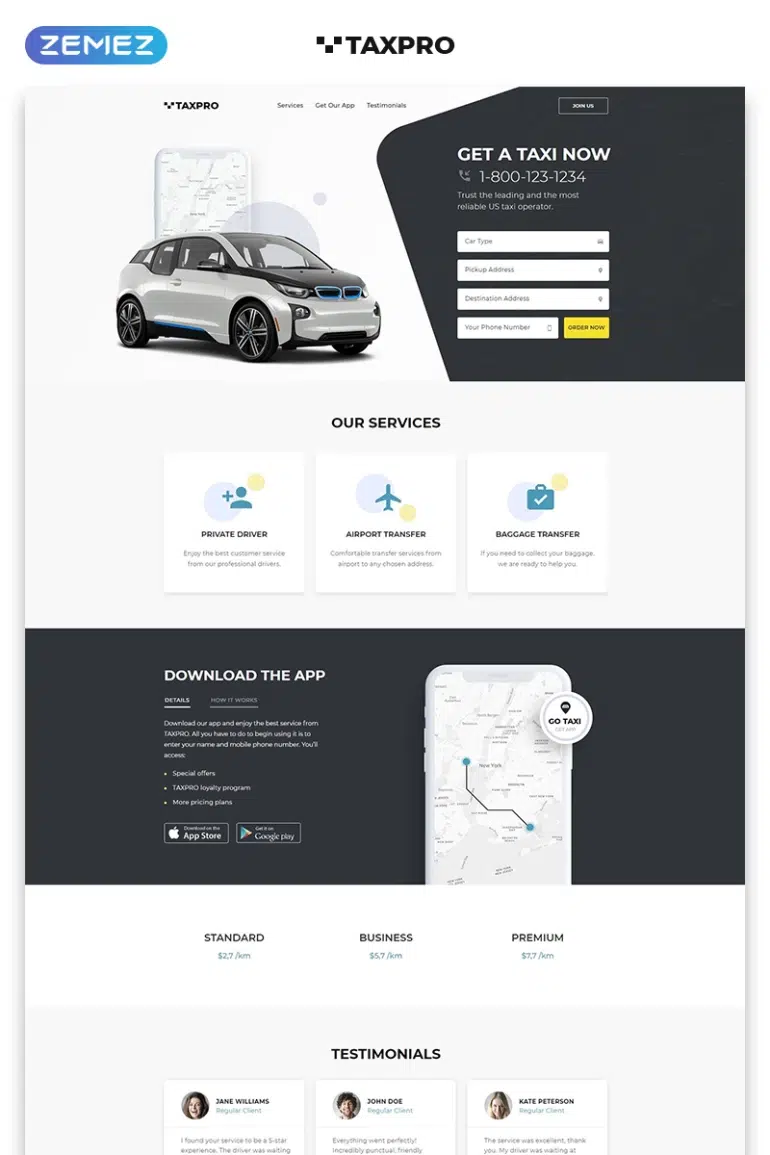 ZEMEZ
TAXPRO
TAXPRO
Services
Get Our App
Testimonials
JOIN US
GET A TAXI NOW
1-800-123-1234
Trust the leading and the most
reliable US taxi operator.
Car Type
Pickup Address
Destination Address
Your Phone Number
ORDER NOW
New York
OUR SERVICES
PRIVATE DRIVER
Enjoy the best customer service
from our professional drivers.
AIRPORT TRANSFER
Comfortable transfer services from
airport to any chosen address.
BAGGAGE TRANSFER
If you need to collect your baggage,
we are ready to help you.
DOWNLOAD THE APP
DETAILS
HOW IT WORKS
Download our app and enjoy the best service from
TAXPRO. All you have to do to begin using it is to
enter your name and mobile phone number. You'll
access:
Special offers
TAXPRO loyalty program
More pricing plans
Download on the
App Store
Get it on
Google play
GO TAXI
GET APP
New York
STANDARD
$2,7 /km
BUSINESS
$5,7 /km
PREMIUM
$7,7 /km
TESTIMONIALS
JANE WILLIAMS
Regular Client
I found your service to be a 5-star
experience. The driver was waiting
JOHN DOE
Regular Client
Everything went perfectly!
Incredibly punctual, friendly
KATE PETERSON
Regular Client
The service was excellent, thank
you. My driver was waiting at